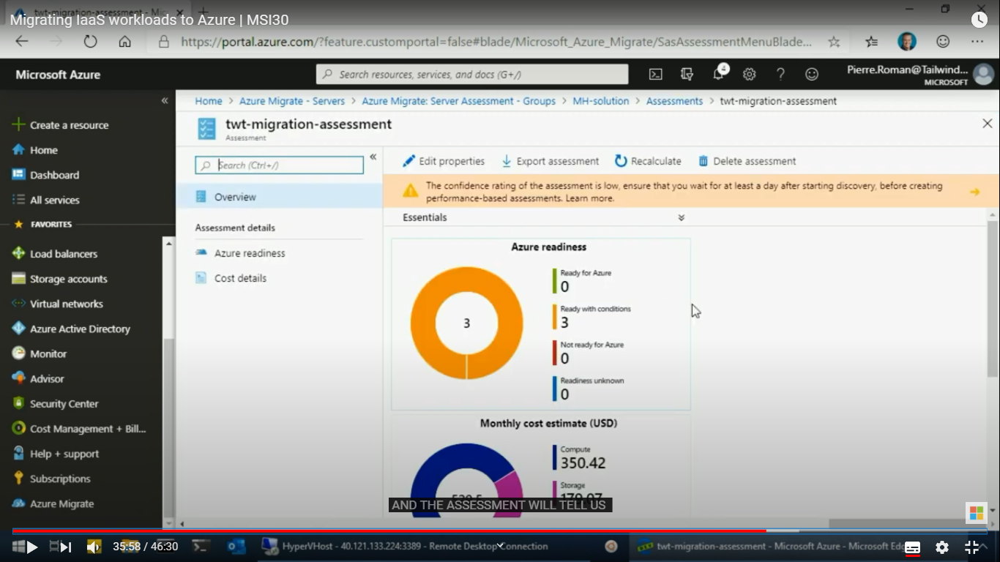 twt-migration-assessment - Mic
Migrating IaaS workloads to Azure | MSI30
https://portal.azure.com/?feature.customportal=false#blade/Microsoft_Azure_Migrate/SasAssessmentMenuBlade...
Microsoft Azure
Search resources, services, and docs (G+/)
4
Pierre.Roman@Tailwind...
MICROSOFT
Home > Azure Migrate - Servers > Azure Migrate: Server Assessment - Groups > MH-solution > Assessments > twt-migration-assessment
twt-migration-assessment
Assessment
Create a resource
Home
Dashboard
All services
FAVORITES
Load balancers
Storage accounts
Virtual networks
Azure Active Directory
Monitor
Advisor
Security Center
Cost Management + Bill...
Help + support
Subscriptions
Azure Migrate
Search (Ctrl+/)
Overview
Assessment details
Azure readiness
Cost details
Edit properties
Export assessment
Recalculate
Delete assessment
The confidence rating of the assessment is low, ensure that you wait for at least a day after starting discovery, before creating
performance-based assessments. Learn more.
Essentials
Azure readiness
3
Ready for Azure
0
Ready with conditions
3
Not ready for Azure
0
Readiness unknown
0
Monthly cost estimate (USD)
Compute
350.42
Storage
AND THE ASSESSMENT WILL TELL US
35:58 / 46:30
HyperVHost - 40.121.133.224:3389 - Remote Desktop Connection
twt-migration-assessment - Microsoft Azure - Microsoft Edg